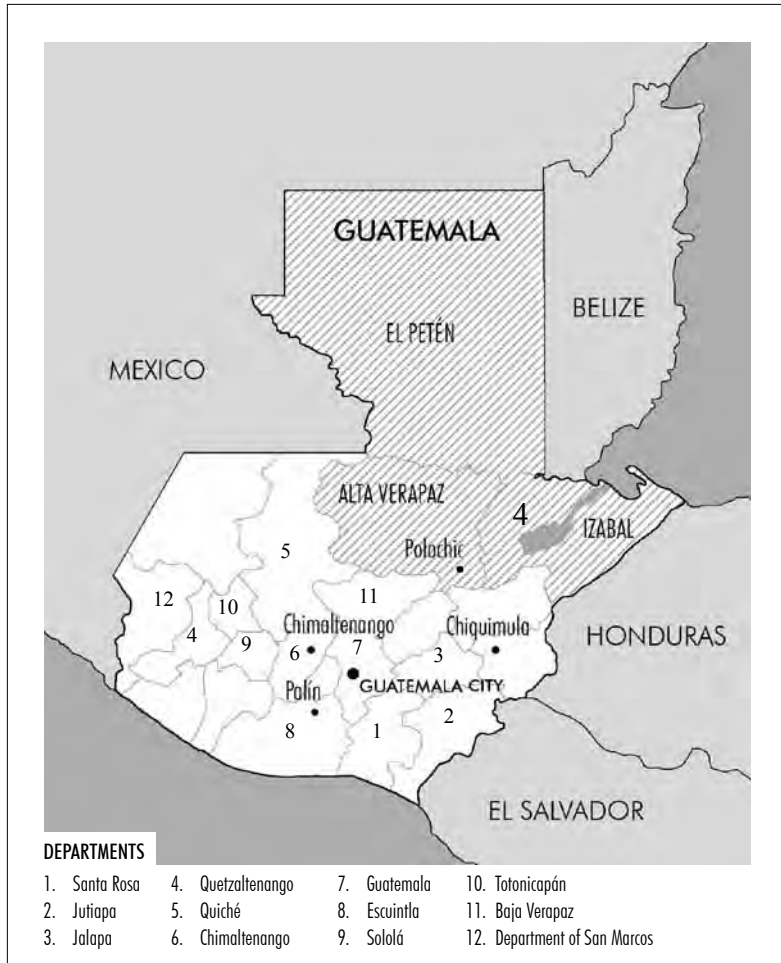 GUATEMALA
BELIZE
EL PETÉN
MEXICO
ALTA VERAPAZ
4
IZABAL
5
Polochic
12
10
11
4
9
Chimaltenango
6
7
Chiquimula
3
HONDURAS
Palín
GUATEMALA CITY
8
1
2
EL SALVADOR
DEPARTMENTS
1. Santa Rosa
2. Jutiapa
3. Jalapa
4. Quetzaltenango
5. Quiché
6. Chimaltenango
7. Guatemala
8. Escuintla
9. Sololá
10. Totonicapán
11. Baja Verapaz
12. Department of San Marcos